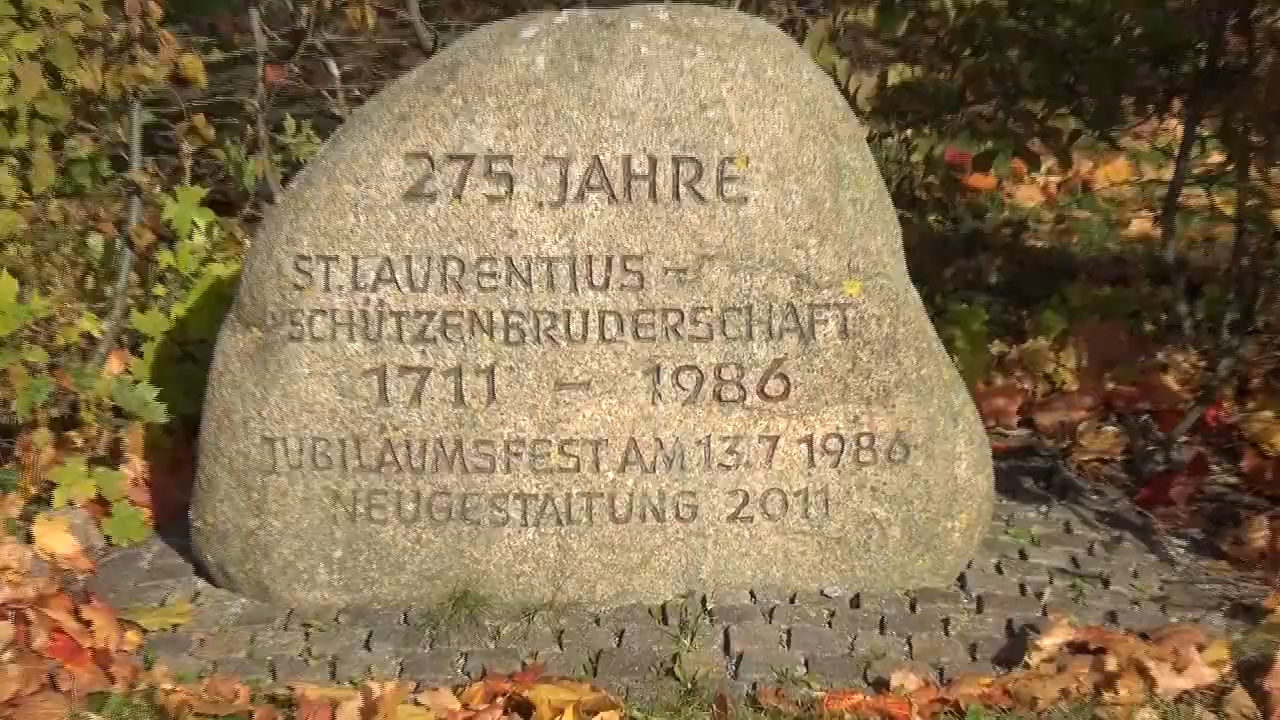 275 JAHRE
ST. LAURENTIUS -
SCHÜTZENBRUDERSCHAFT
1711 - 1986
JUBILÄUMSFEST AM 13.7 1986
NEUGESTALTUNG 2011